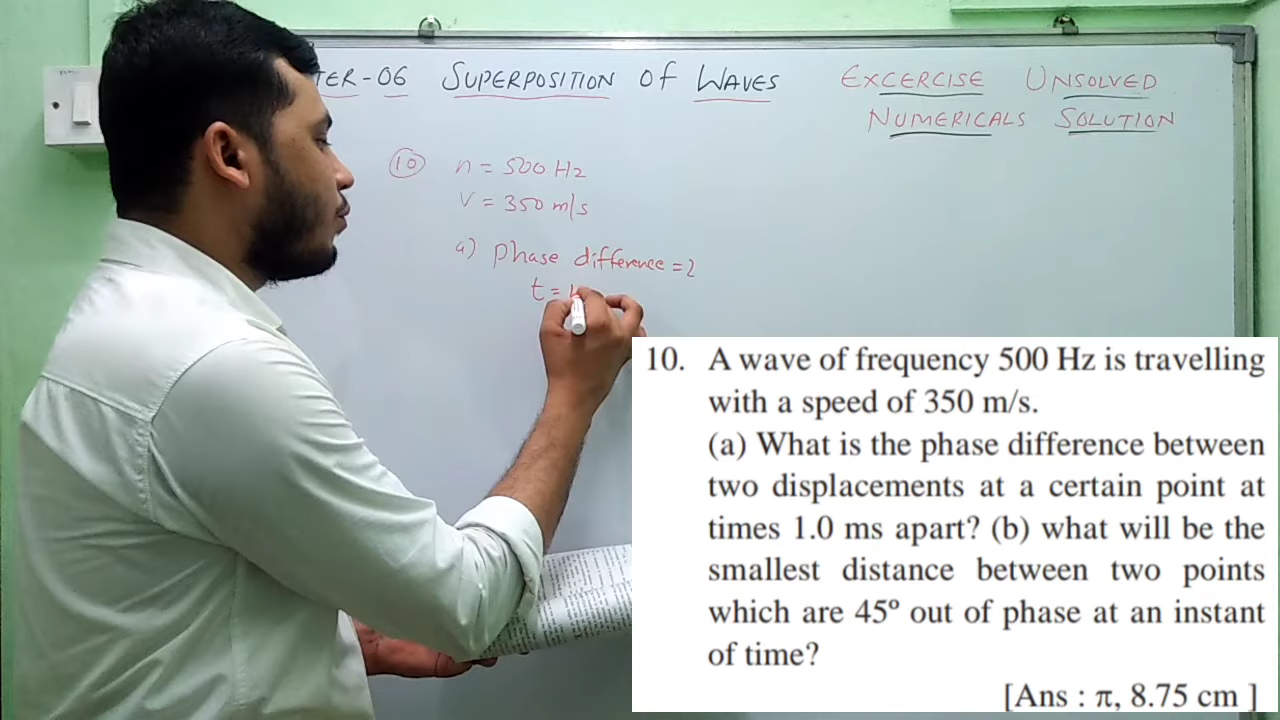 TER-06 SUPERPOSITION OF WAVES EXCERCISE UNSOLVED
NUMERICALS SOLUTION
10 n = 500 Hz
V = 350 m/s
a) Phase difference = ?
t =
10. A wave of frequency 500 Hz is travelling
with a speed of 350 m/s.
(a) What is the phase difference between
two displacements at a certain point at
times 1.0 ms apart? (b) what will be the
smallest distance between two points
which are 45º out of phase at an instant
of time?
[Ans : π, 8.75 cm ]